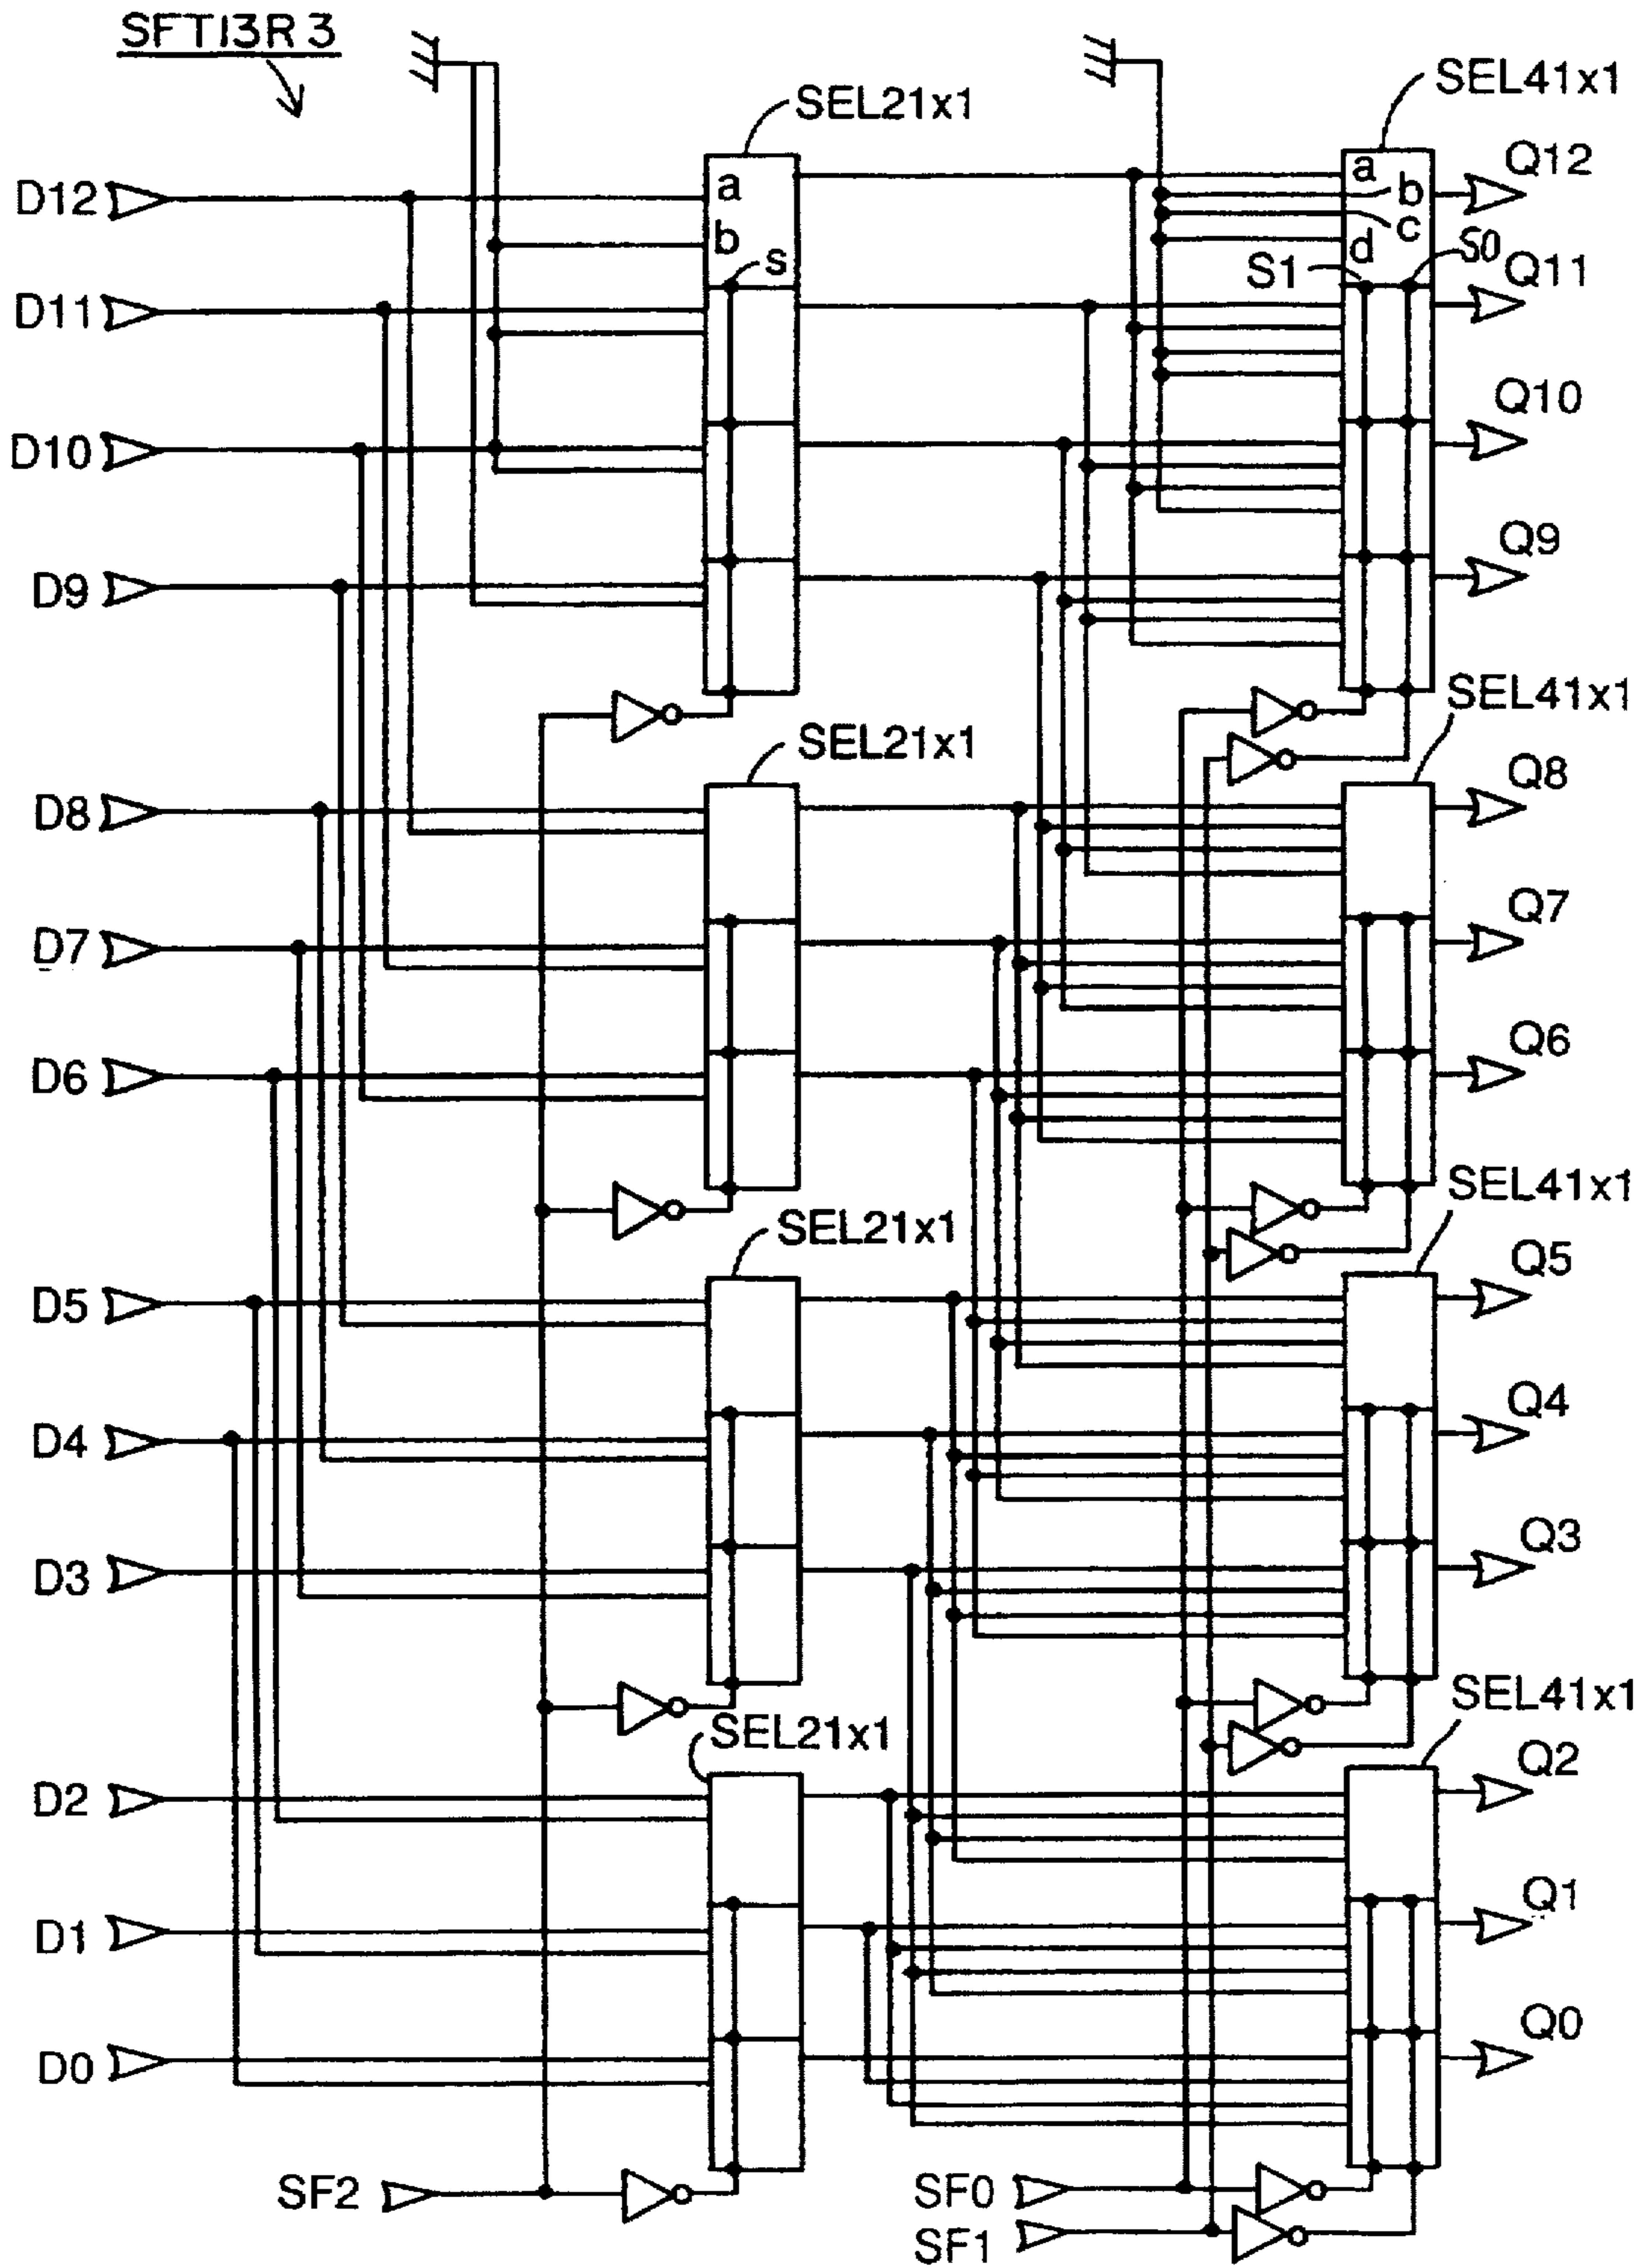 SFT13R3
SEL21x1
SEL41x1
D12
a
b
s
a
b
c
d
S1
S0
Q12
D11
Q11
D10
Q10
D9
Q9
SEL21x1
SEL41x1
D8
Q8
D7
Q7
D6
Q6
SEL21x1
SEL41x1
D5
Q5
D4
Q4
D3
Q3
SEL21x1
SEL41x1
D2
Q2
D1
Q1
D0
Q0
SF2
SF0
SF1